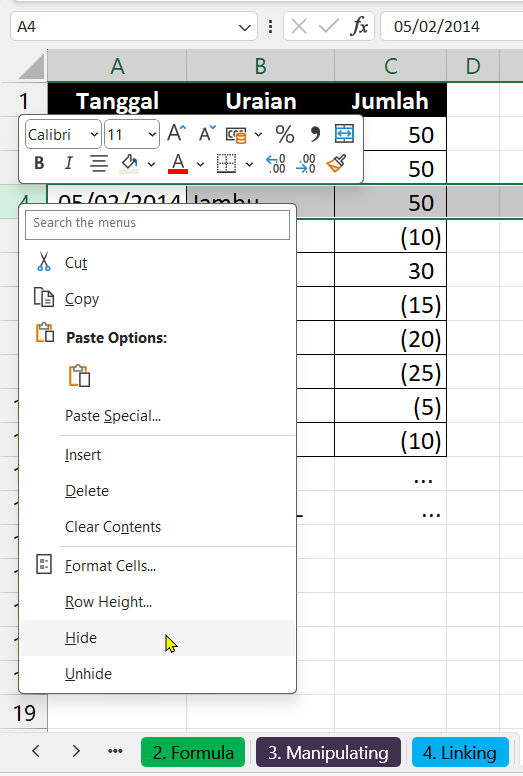 A4 fx 05/02/2014
A B C D
1 Tanggal Uraian Jumlah
Calibri 11 A A %
B I A
50
50
4 05/02/2014 Jambu 50
Search the menus
(10)
Cut
30
Copy
(15)
Paste Options:
(20)
(25)
Paste Special...
(5)
(10)
Insert
...
Delete
...
Clear Contents
Format Cells...
Row Height...
Hide
Unhide
19
... 2. Formula 3. Manipulating 4. Linking